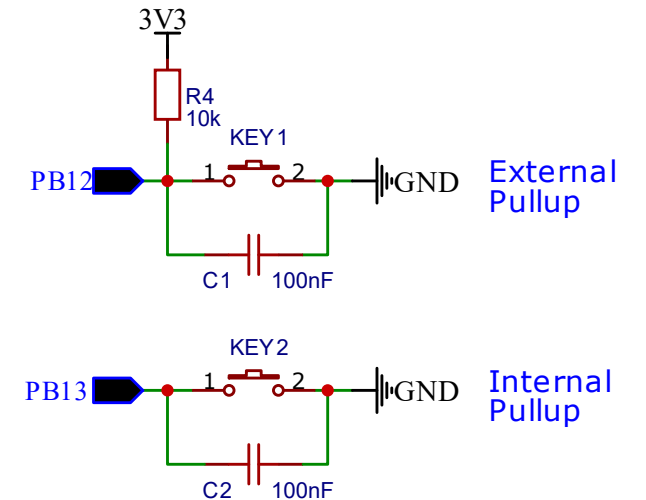 3V3
R4
10k
KEY1
PB12
1
2
GND
External
Pullup
C1
100nF
KEY2
PB13
1
2
GND
Internal
Pullup
C2
100nF